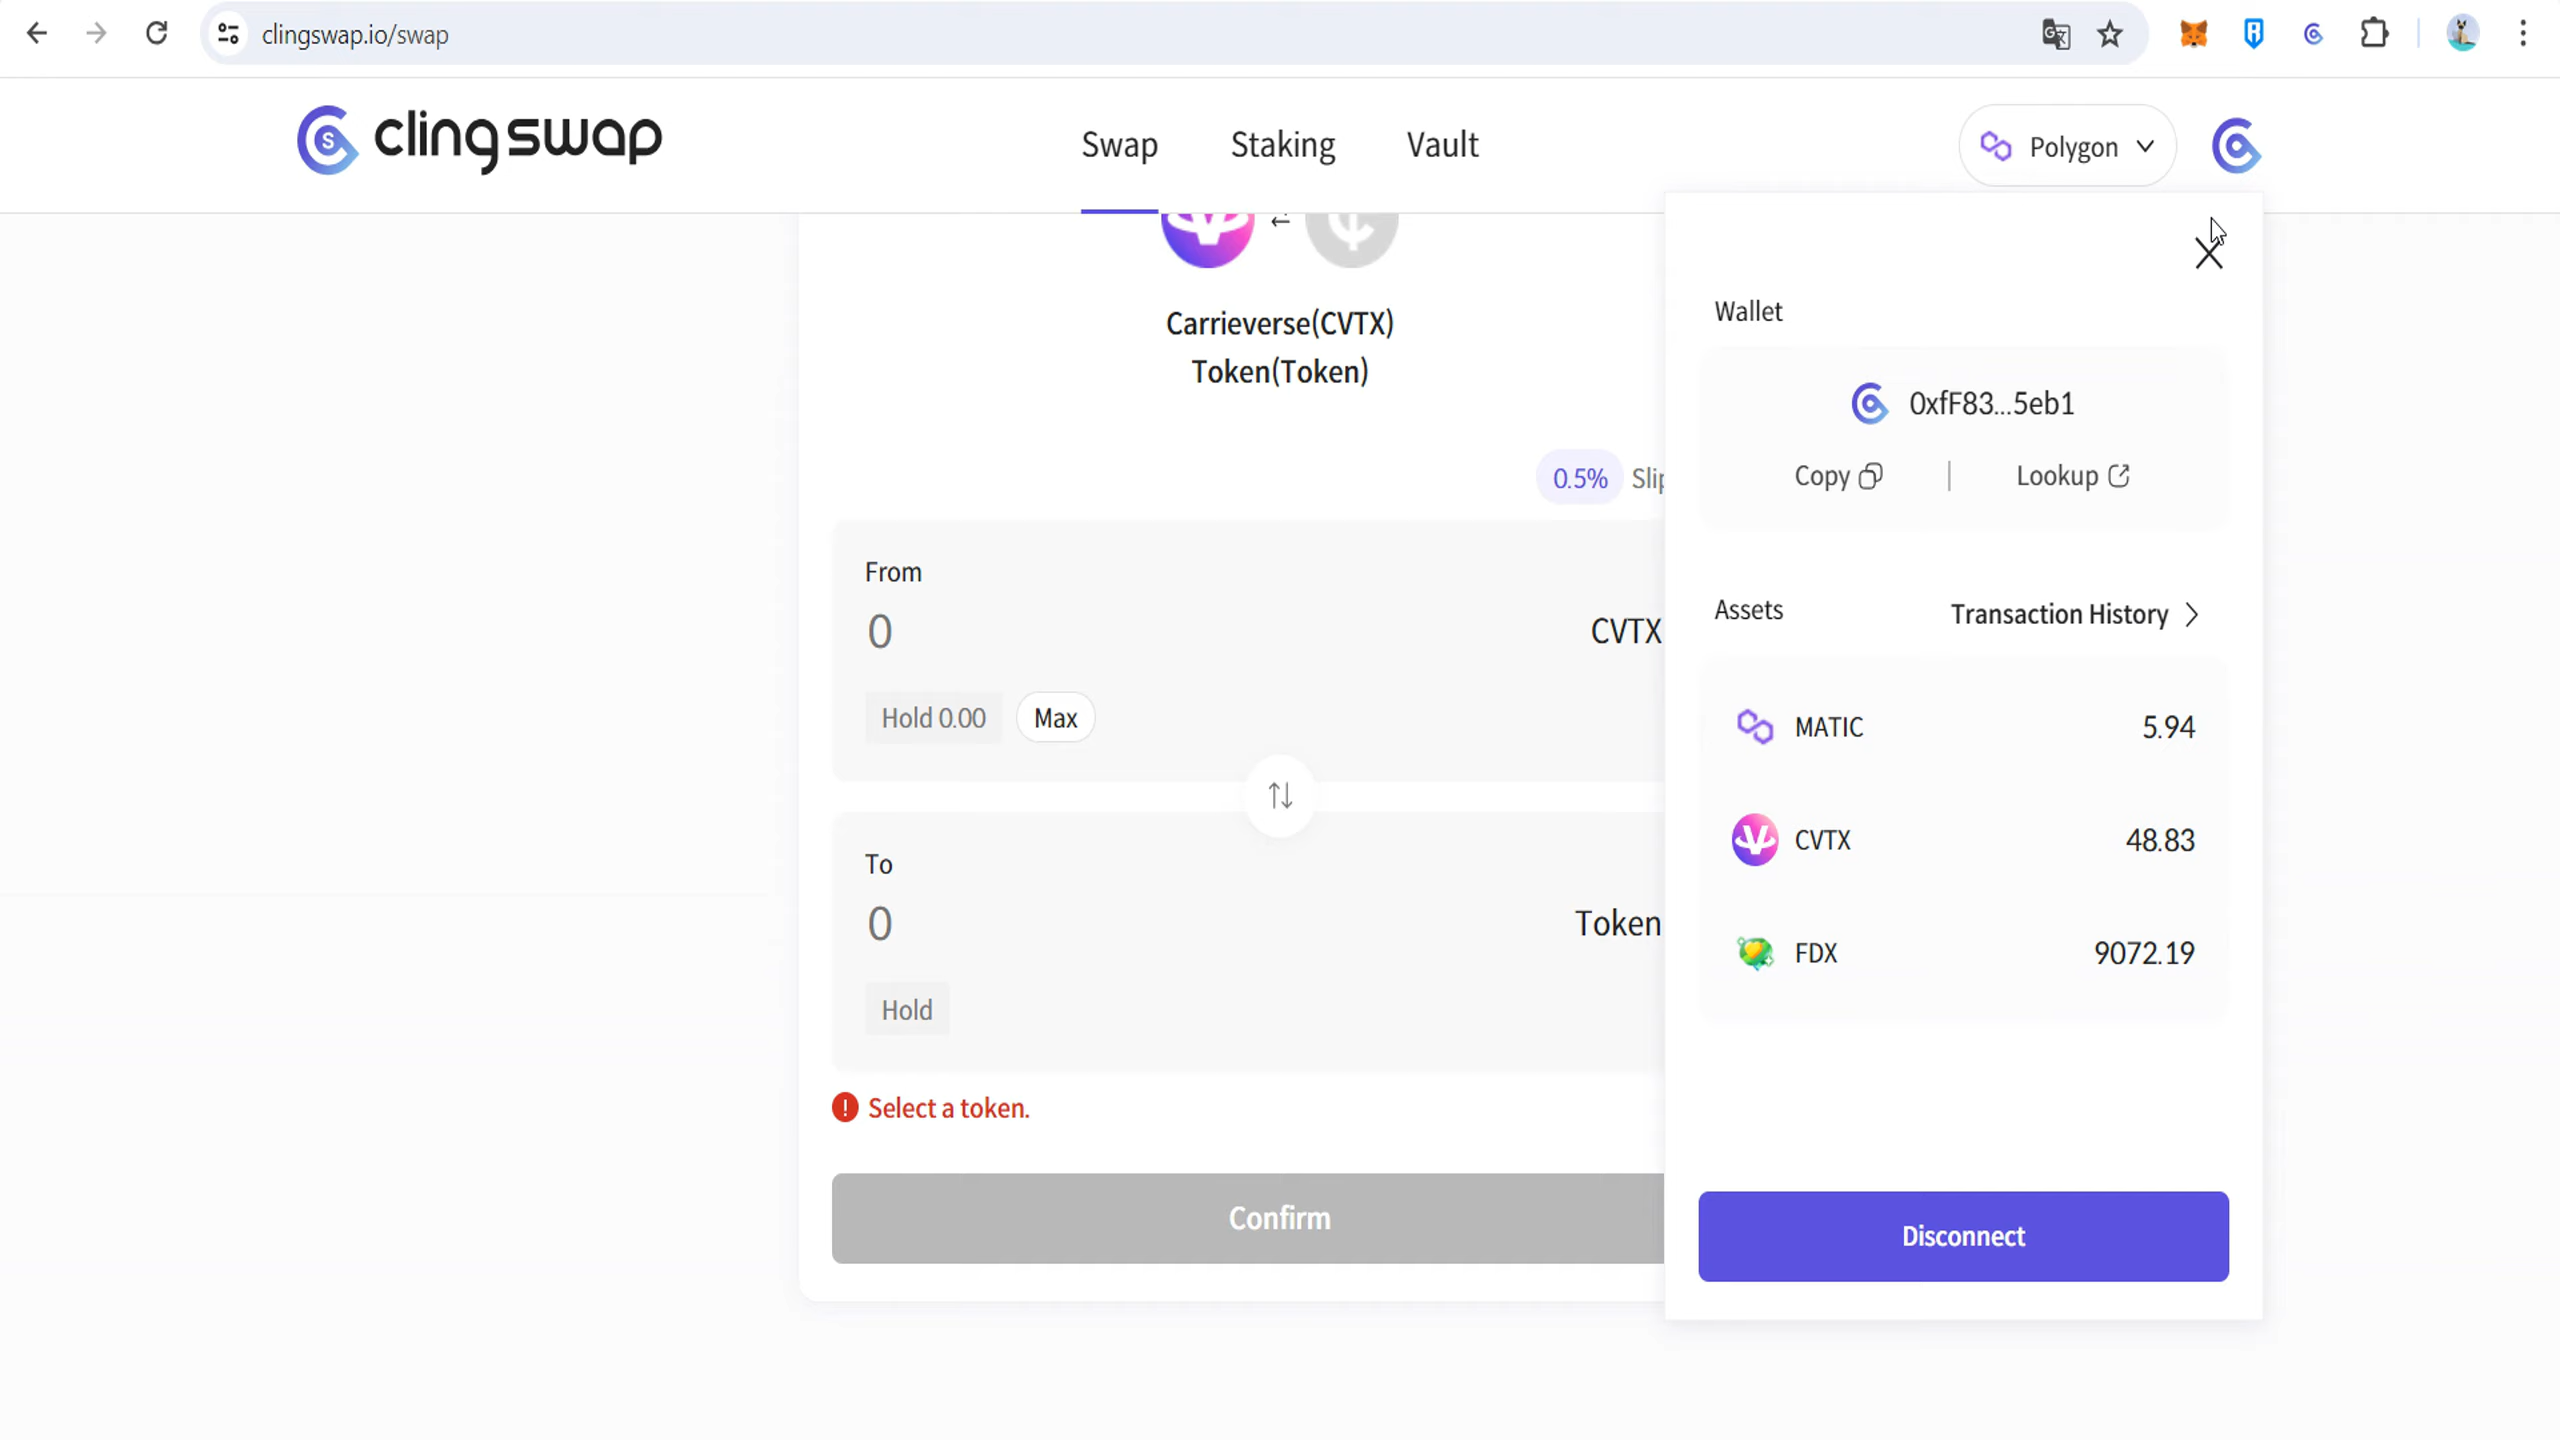 clingswap.io/swap
clingswap
Swap
Staking
Vault
Polygon
Carrieverse(CVTX)
Token(Token)
0.5%
From
0
CVTX
Hold 0.00
Max
To
0
Token
Hold
Select a token.
Confirm
Wallet
0xfF83...5eb1
Copy
Lookup
Assets
Transaction History
MATIC
5.94
CVTX
48.83
FDX
9072.19
Disconnect